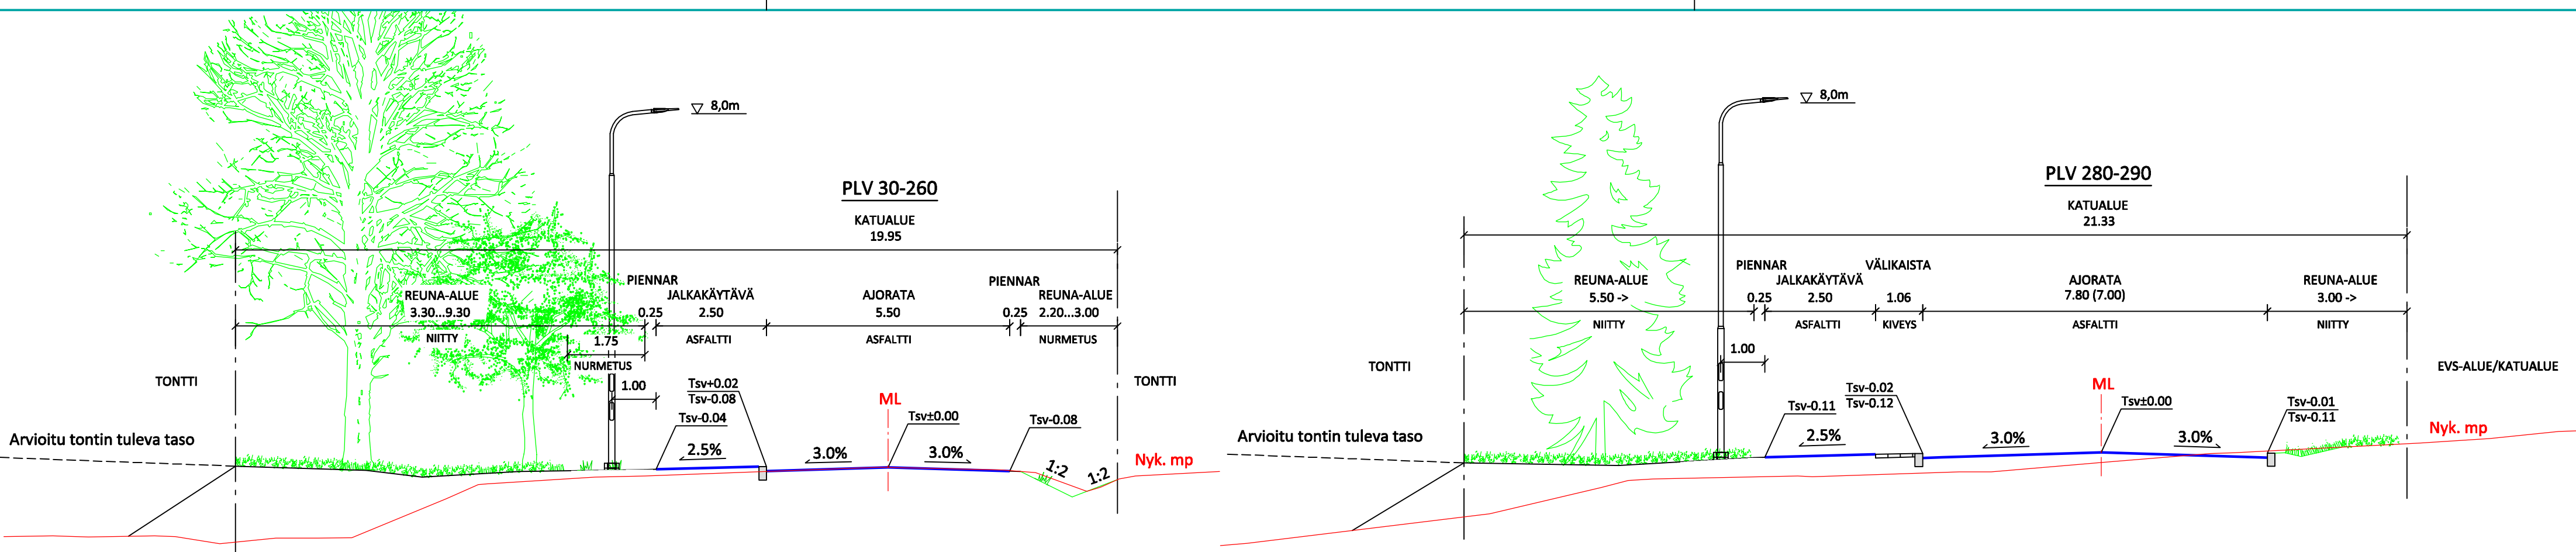 8,0m
PLV 30-260
KATUALUE
19.95
PIENNAR
PIENNAR
REUNA-ALUE
JALKAKÄYTÄVÄ
AJORATA
REUNA-ALUE
3.30...9.30
0.25
2.50
5.50
0.25
2.20...3.00
NIITTY
1.75
ASFALTTI
ASFALTTI
NURMETUS
NURMETUS
TONTTI
TONTTI
1.00
Tsv+0.02
Tsv-0.08
Tsv-0.04
ML
Tsv±0.00
Tsv-0.08
Arvioitu tontin tuleva taso
2.5%
3.0%
3.0%
1:2
1:2
Nyk. mp
8,0m
PLV 280-290
KATUALUE
21.33
PIENNAR
VÄLIKAISTA
REUNA-ALUE
JALKAKÄYTÄVÄ
AJORATA
REUNA-ALUE
5.50 ->
0.25
2.50
1.06
7.80 (7.00)
3.00 ->
NIITTY
ASFALTTI
KIVEYS
ASFALTTI
NIITTY
1.00
TONTTI
EVS-ALUE/KATUALUE
Tsv-0.11
Tsv-0.02
Tsv-0.12
ML
Tsv±0.00
Tsv-0.01
Tsv-0.11
Arvioitu tontin tuleva taso
2.5%
3.0%
3.0%
Nyk. mp